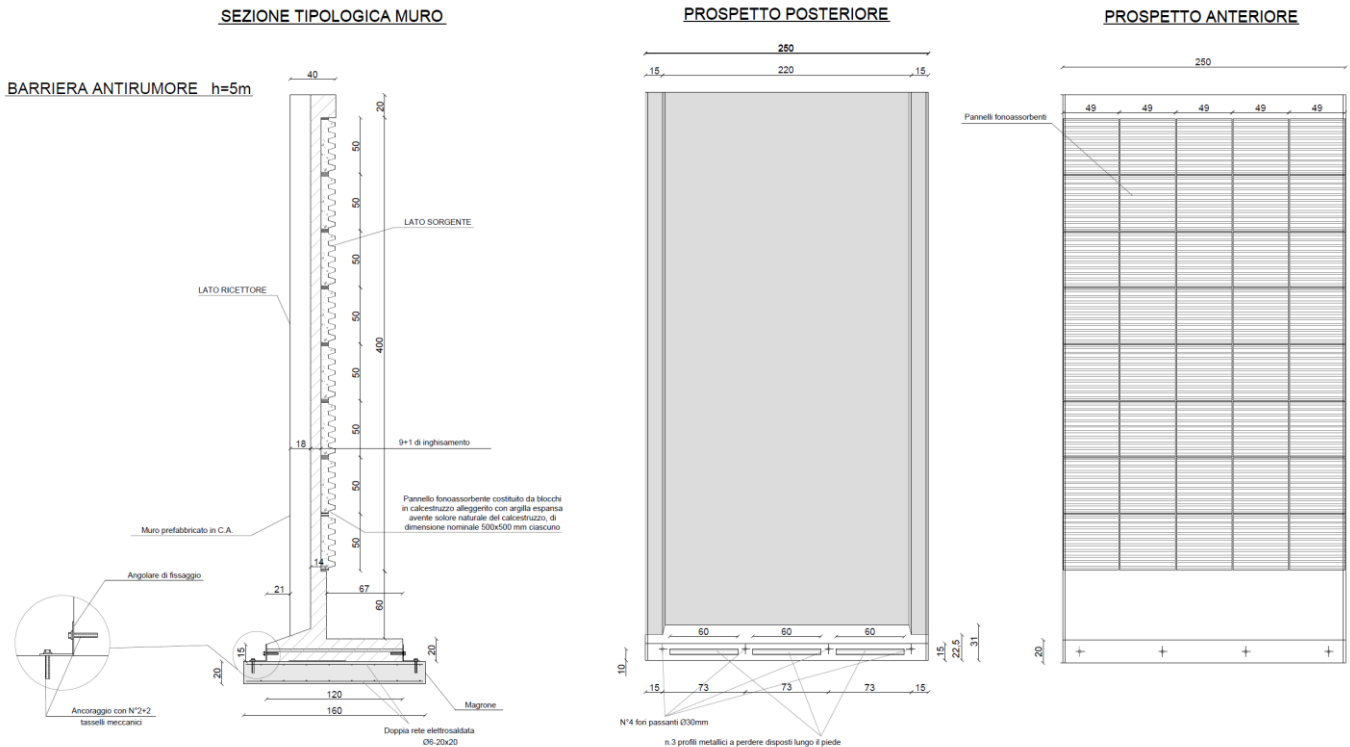 SEZIONE TIPOLOGICA MURO
BARRIERA ANTIRUMORE h=5m
40
20
50
50
LATO SORGENTE
50
LATO RICETTORE
50
400
50
50
18
9+1 di inghisamento
50
Pannello fonoassorbente costituito da blocchi
in calcestruzzo alleggerito con argilla espansa
avente solore naturale del calcestruzzo, di
dimensione nominale 500x500 mm ciascuno
Muro prefabbricato in C.A.
50
14
Angolare di fissaggio
21
67
60
15
20
20
120
160
Magrone
Ancoraggio con N°2+2
tasselli meccanici
Doppia rete elettrosaldata
Ø6-20x20
PROSPETTO POSTERIORE
250
15
220
15
60
60
60
10
15
22,5
31
15
73
73
73
15
N°4 fori passanti Ø30mm
n.3 profili metallici a perdere disposti lungo il piede
PROSPETTO ANTERIORE
250
49
49
49
49
49
Pannelli fonoassorbenti
20